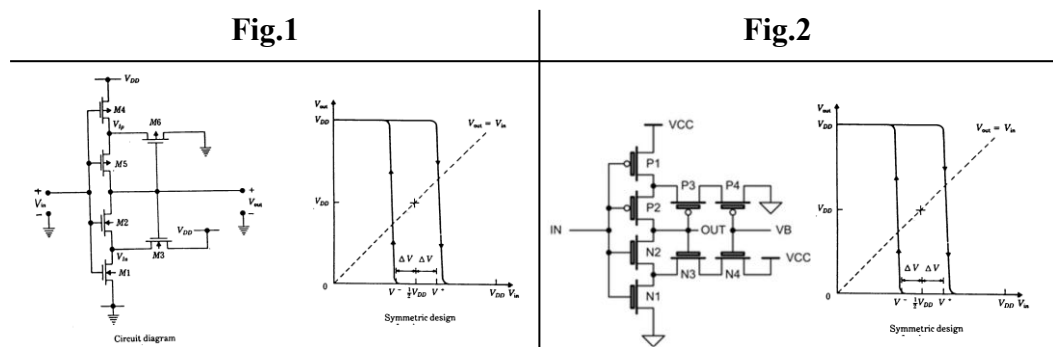 Fig.1
Fig.2
V_DD
M4
V_Ip
M6
M5
V_in
V_out
M2
V_DD
V_In
M3
M1
Circuit diagram
V_out
V_DD
V_out = V_in
V_DD
ΔV ΔV
0
V⁻ ½V_DD V⁺ V_DD V_in
Symmetric design
VCC
P1
P3 P4
P2
IN
OUT VB
N2
VCC
N3 N4
N1
V_out
V_DD
V_out = V_in
V_DD
ΔV ΔV
0
V⁻ ½V_DD V⁺ V_DD V_in
Symmetric design